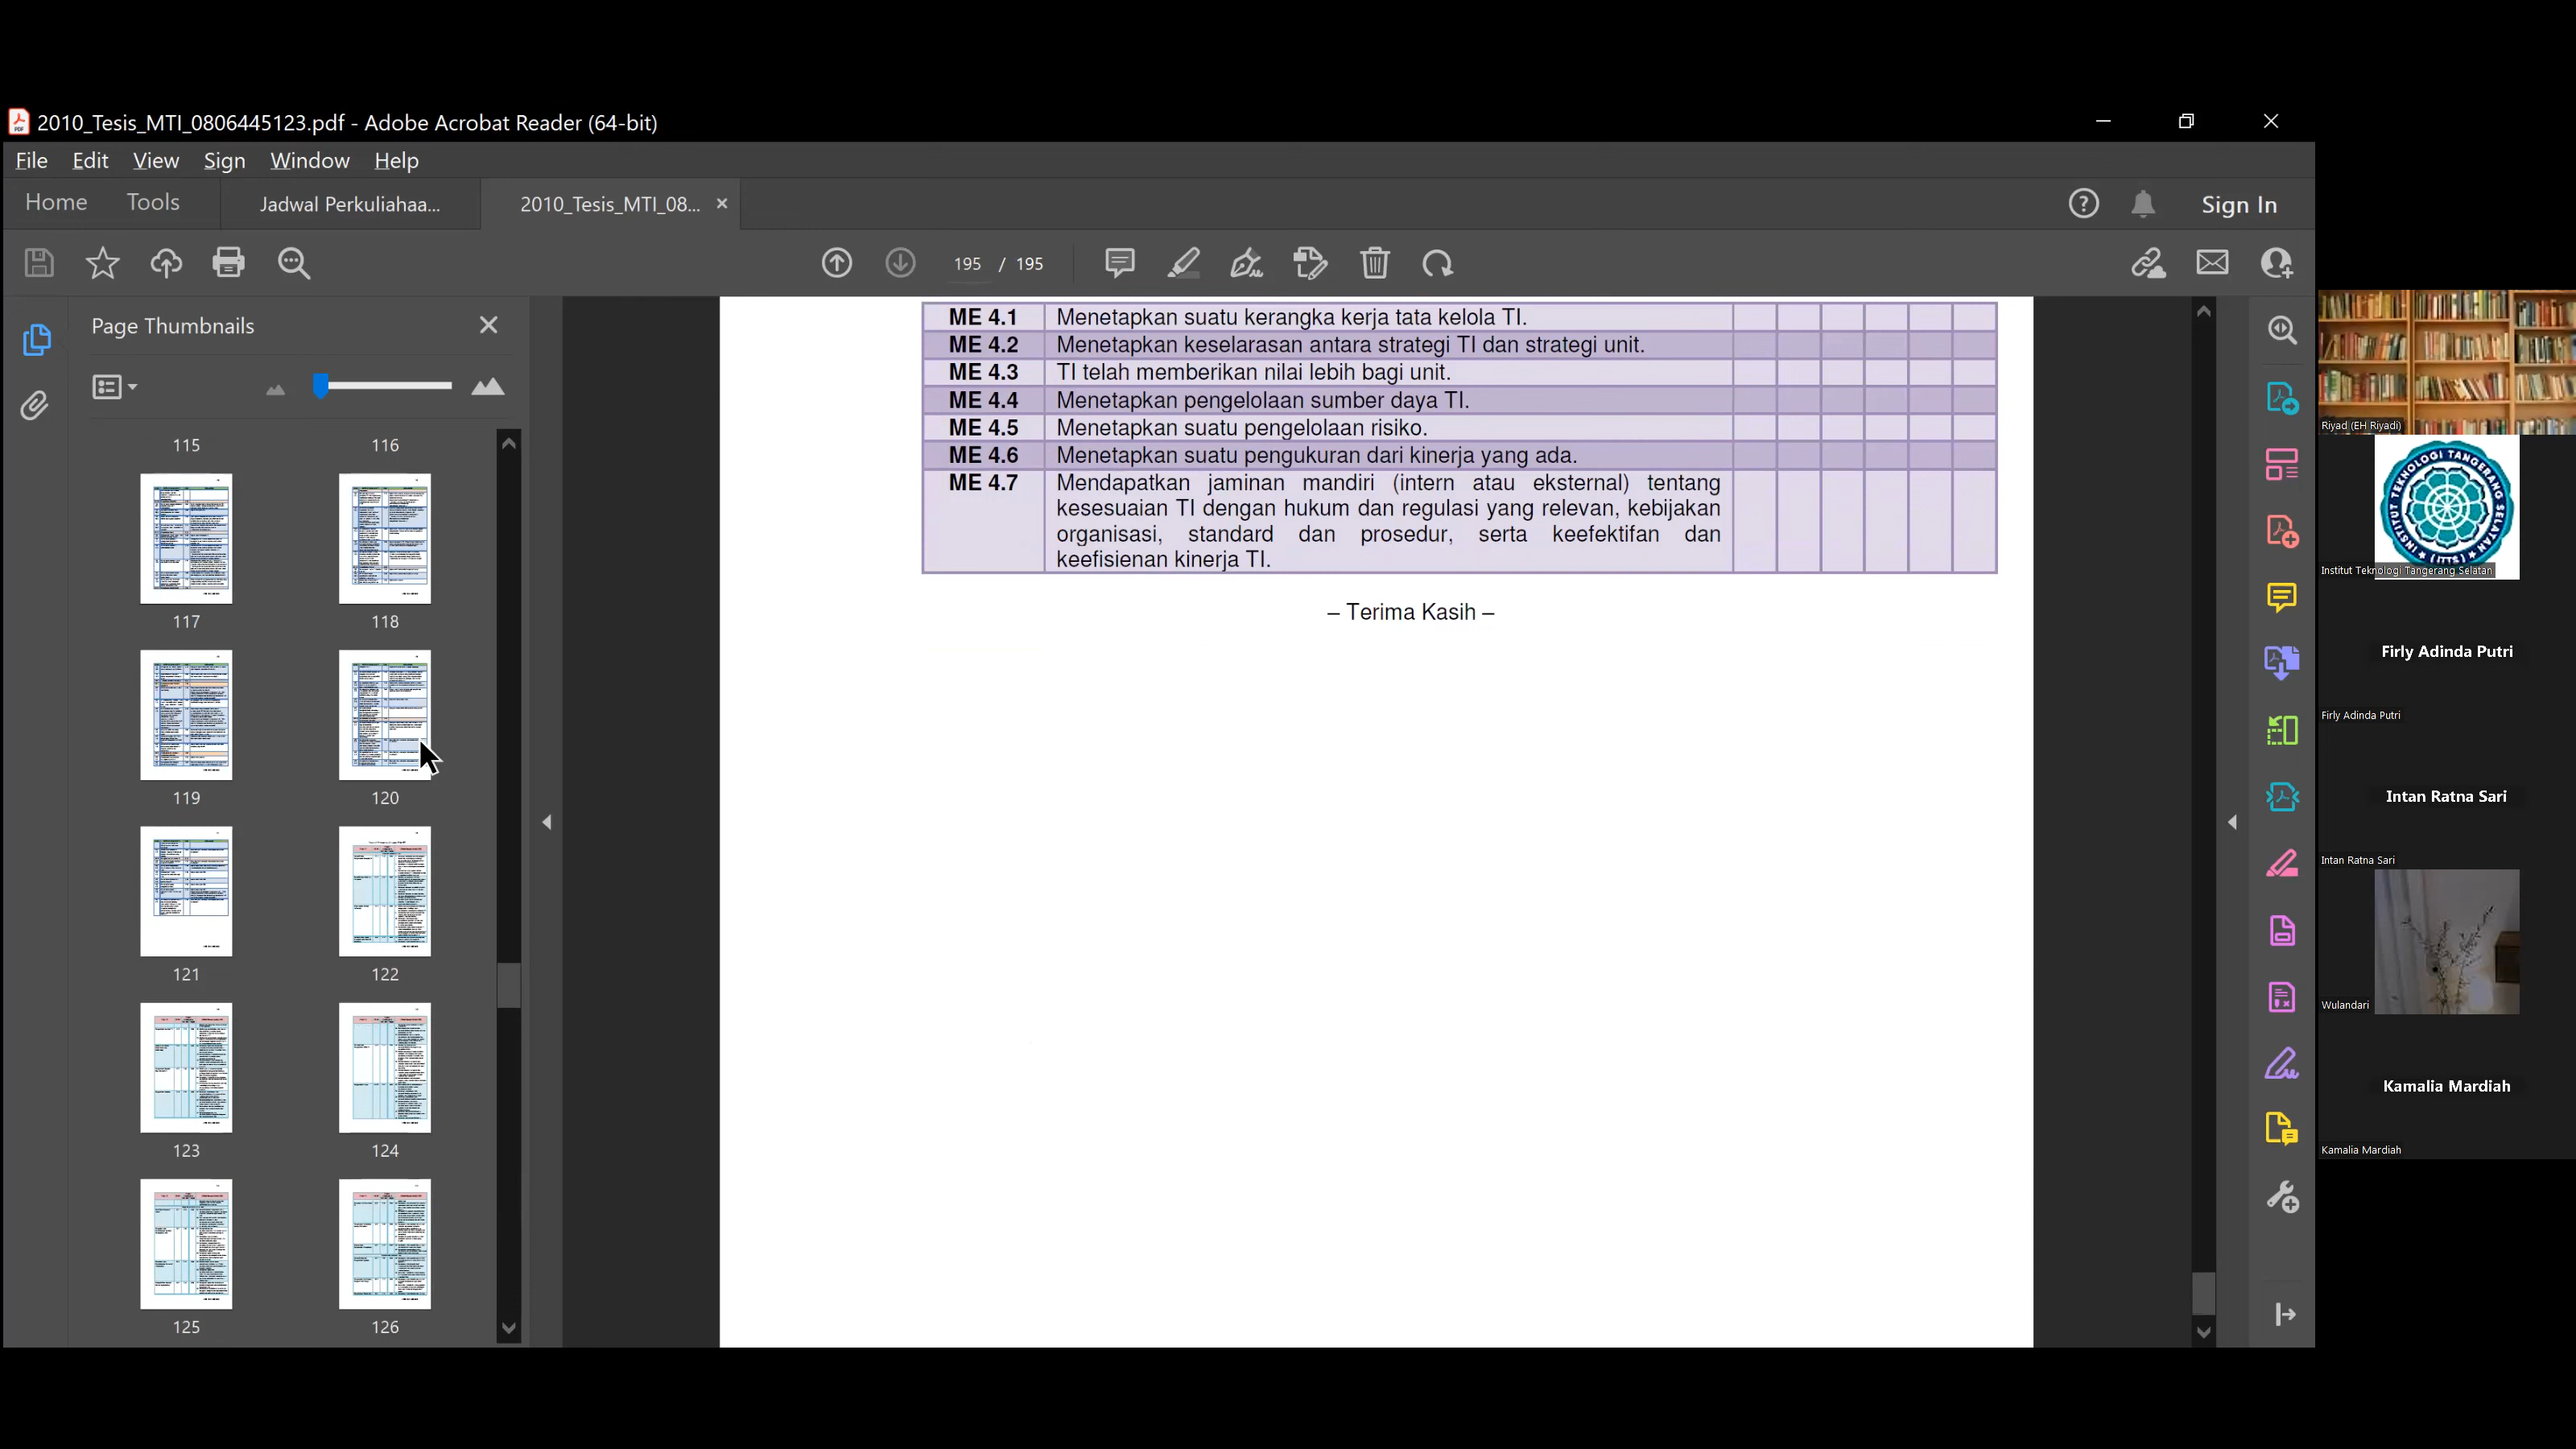 2010_Tesis_MTI_0806445123.pdf - Adobe Acrobat Reader (64-bit)
File Edit View Sign Window Help
Home Tools Jadwal Perkuliahaa... 2010_Tesis_MTI_08... Sign In
195 / 195
Page Thumbnails
115 116
117 118
119 120
121 122
123 124
125 126
ME 4.1 Menetapkan suatu kerangka kerja tata kelola TI.
ME 4.2 Menetapkan keselarasan antara strategi TI dan strategi unit.
ME 4.3 TI telah memberikan nilai lebih bagi unit.
ME 4.4 Menetapkan pengelolaan sumber daya TI.
ME 4.5 Menetapkan suatu pengelolaan risiko.
ME 4.6 Menetapkan suatu pengukuran dari kinerja yang ada.
ME 4.7 Mendapatkan jaminan mandiri (intern atau eksternal) tentang
kesesuaian TI dengan hukum dan regulasi yang relevan, kebijakan
organisasi, standard dan prosedur, serta keefektifan dan
keefisienan kinerja TI.
– Terima Kasih –
Riyad (EH Riyadi)
INSTITUT TEKNOLOGI TANGERANG SELATAN
(ITTS)
Institut Teknologi Tangerang Selatan
Firly Adinda Putri
Firly Adinda Putri
Intan Ratna Sari
Intan Ratna Sari
Wulandari
Kamalia Mardiah
Kamalia Mardiah